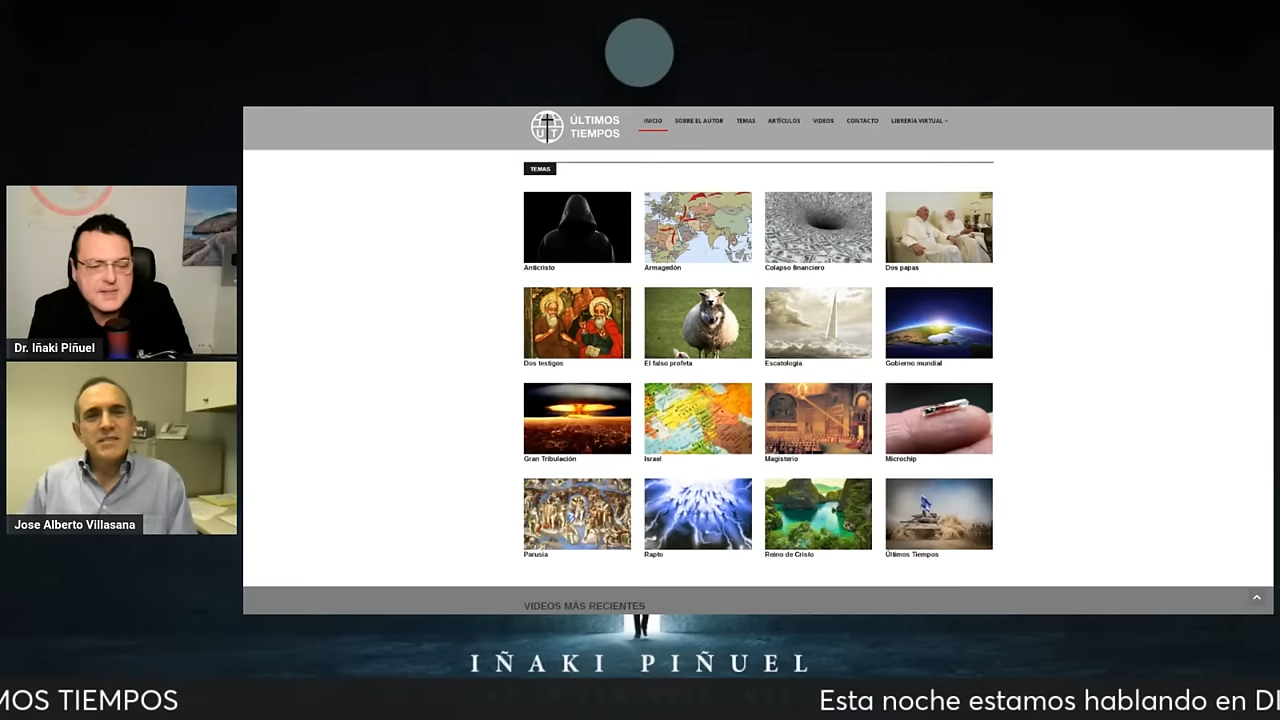 ÚLTIMOS
TIEMPOS
INICIO SOBRE EL AUTOR TEMAS ARTÍCULOS VIDEOS CONTACTO LIBRERÍA VIRTUAL
TEMAS
Anticristo Armagedón Colapso financiero Dos papas
Dos testigos El falso profeta Escatología Gobierno mundial
Gran Tribulación Israel Magisterio Microchip
Parusía Rapto Reino de Cristo Últimos Tiempos
VIDEOS MÁS RECIENTES
Dr. Iñaki Piñuel
Jose Alberto Villasana
IÑAKI PIÑUEL
MOS TIEMPOS Esta noche estamos hablando en DI